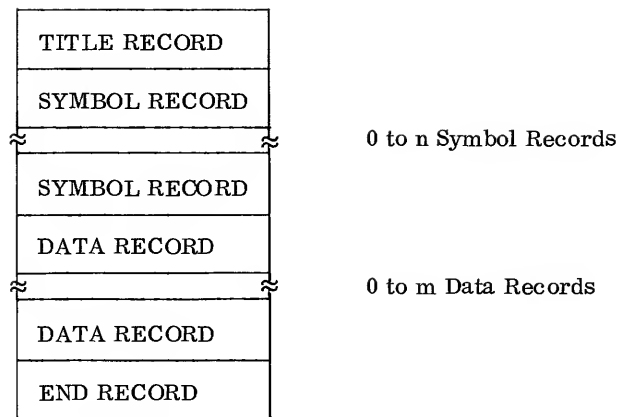 TITLE RECORD
SYMBOL RECORD
0 to n Symbol Records
SYMBOL RECORD
DATA RECORD
0 to m Data Records
DATA RECORD
END RECORD